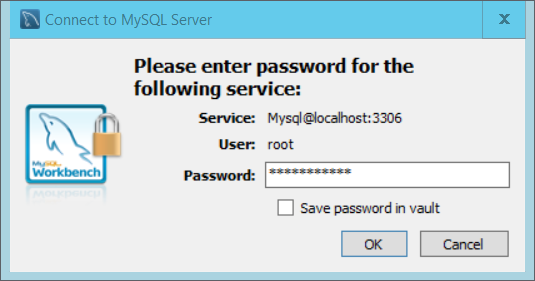 Connect to MySQL Server
X
Please enter password for the
following service:
Service: Mysql@localhost:3306
User: root
MySQL
Workbench
Password: ***********
Save password in vault
OK Cancel